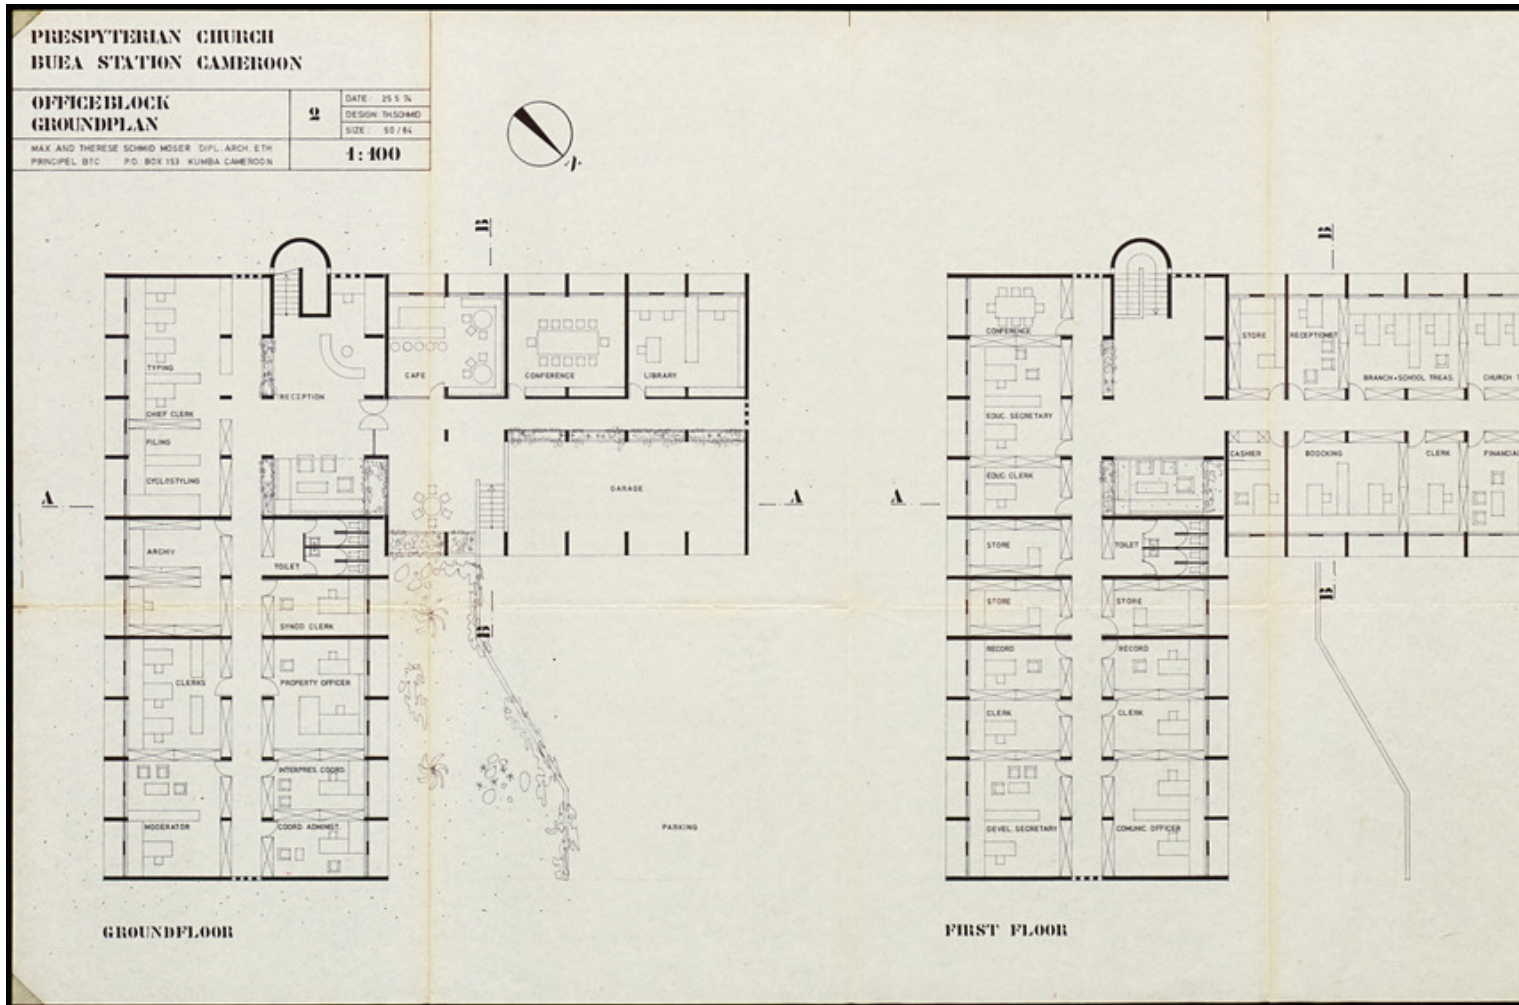 PRESPYTERIAN CHURCH
BUEA STATION CAMEROON
OFFICEBLOCK
GROUNDPLAN
2
DATE: 25 5 74
DESIGN: TH.SCHMID
SIZE: 50/84
MAX AND THERESE SCHMID MOSER DIPL. ARCH. ETH
PRINCIPEL BTC P.O. BOX 153 KUMBA CAMEROON
1:100
B
B
TYPING
CHIEF CLERK
FILING
CYCLOSTYLING
RECEPTION
CAFE
CONFERENCE
LIBRARY
GARAGE
A
A
ARCHIV
TOILET
SYNOD CLERK
B
CLERKS
PROPERTY OFFICER
INTERPRES. COORD.
MODERATOR
COORD. ADMINIST.
PARKING
GROUNDFLOOR
CONFERENCE
STORE
RECEPTIONIST
BRANCH+SCHOOL TREAS.
CHURCH T
EDUC. SECRETARY
EDUC. CLERK
CASHIER
BOOCKING
CLERK
FINANCIAL
A
STORE
TOILET
STORE
STORE
B
RECORD
RECORD
CLERK
CLERK
DEVEL. SECRETARY
COMUNIC. OFFICER
FIRST FLOOR